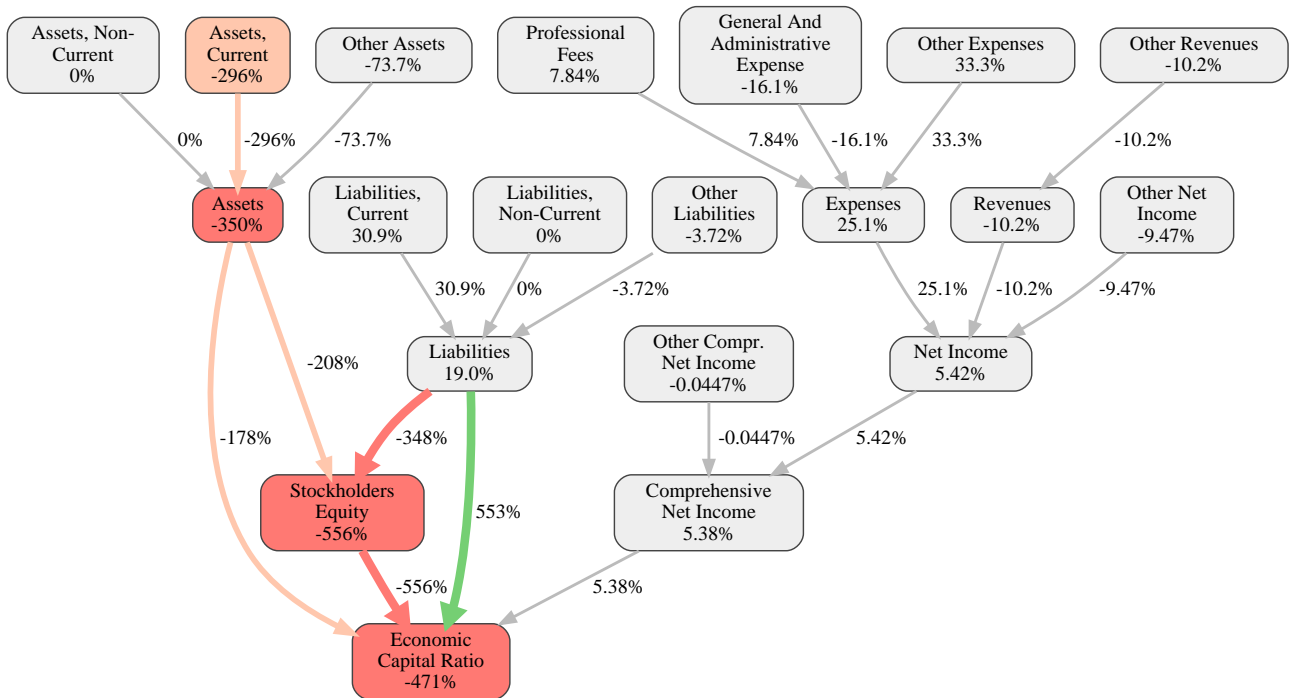 Assets, Non-
Current
0%
Assets,
Current
-296%
Other Assets
-73.7%
Professional
Fees
7.84%
General And
Administrative
Expense
-16.1%
Other Expenses
33.3%
Other Revenues
-10.2%
0%
-296%
-73.7%
7.84%
-16.1%
33.3%
-10.2%
Assets
-350%
Liabilities,
Current
30.9%
Liabilities,
Non-Current
0%
Other
Liabilities
-3.72%
Expenses
25.1%
Revenues
-10.2%
Other Net
Income
-9.47%
30.9%
0%
-3.72%
25.1%
-10.2%
-9.47%
Liabilities
19.0%
Other Compr.
Net Income
-0.0447%
Net Income
5.42%
-208%
-178%
-348%
-0.0447%
5.42%
Stockholders
Equity
-556%
553%
Comprehensive
Net Income
5.38%
-556%
5.38%
Economic
Capital Ratio
-471%